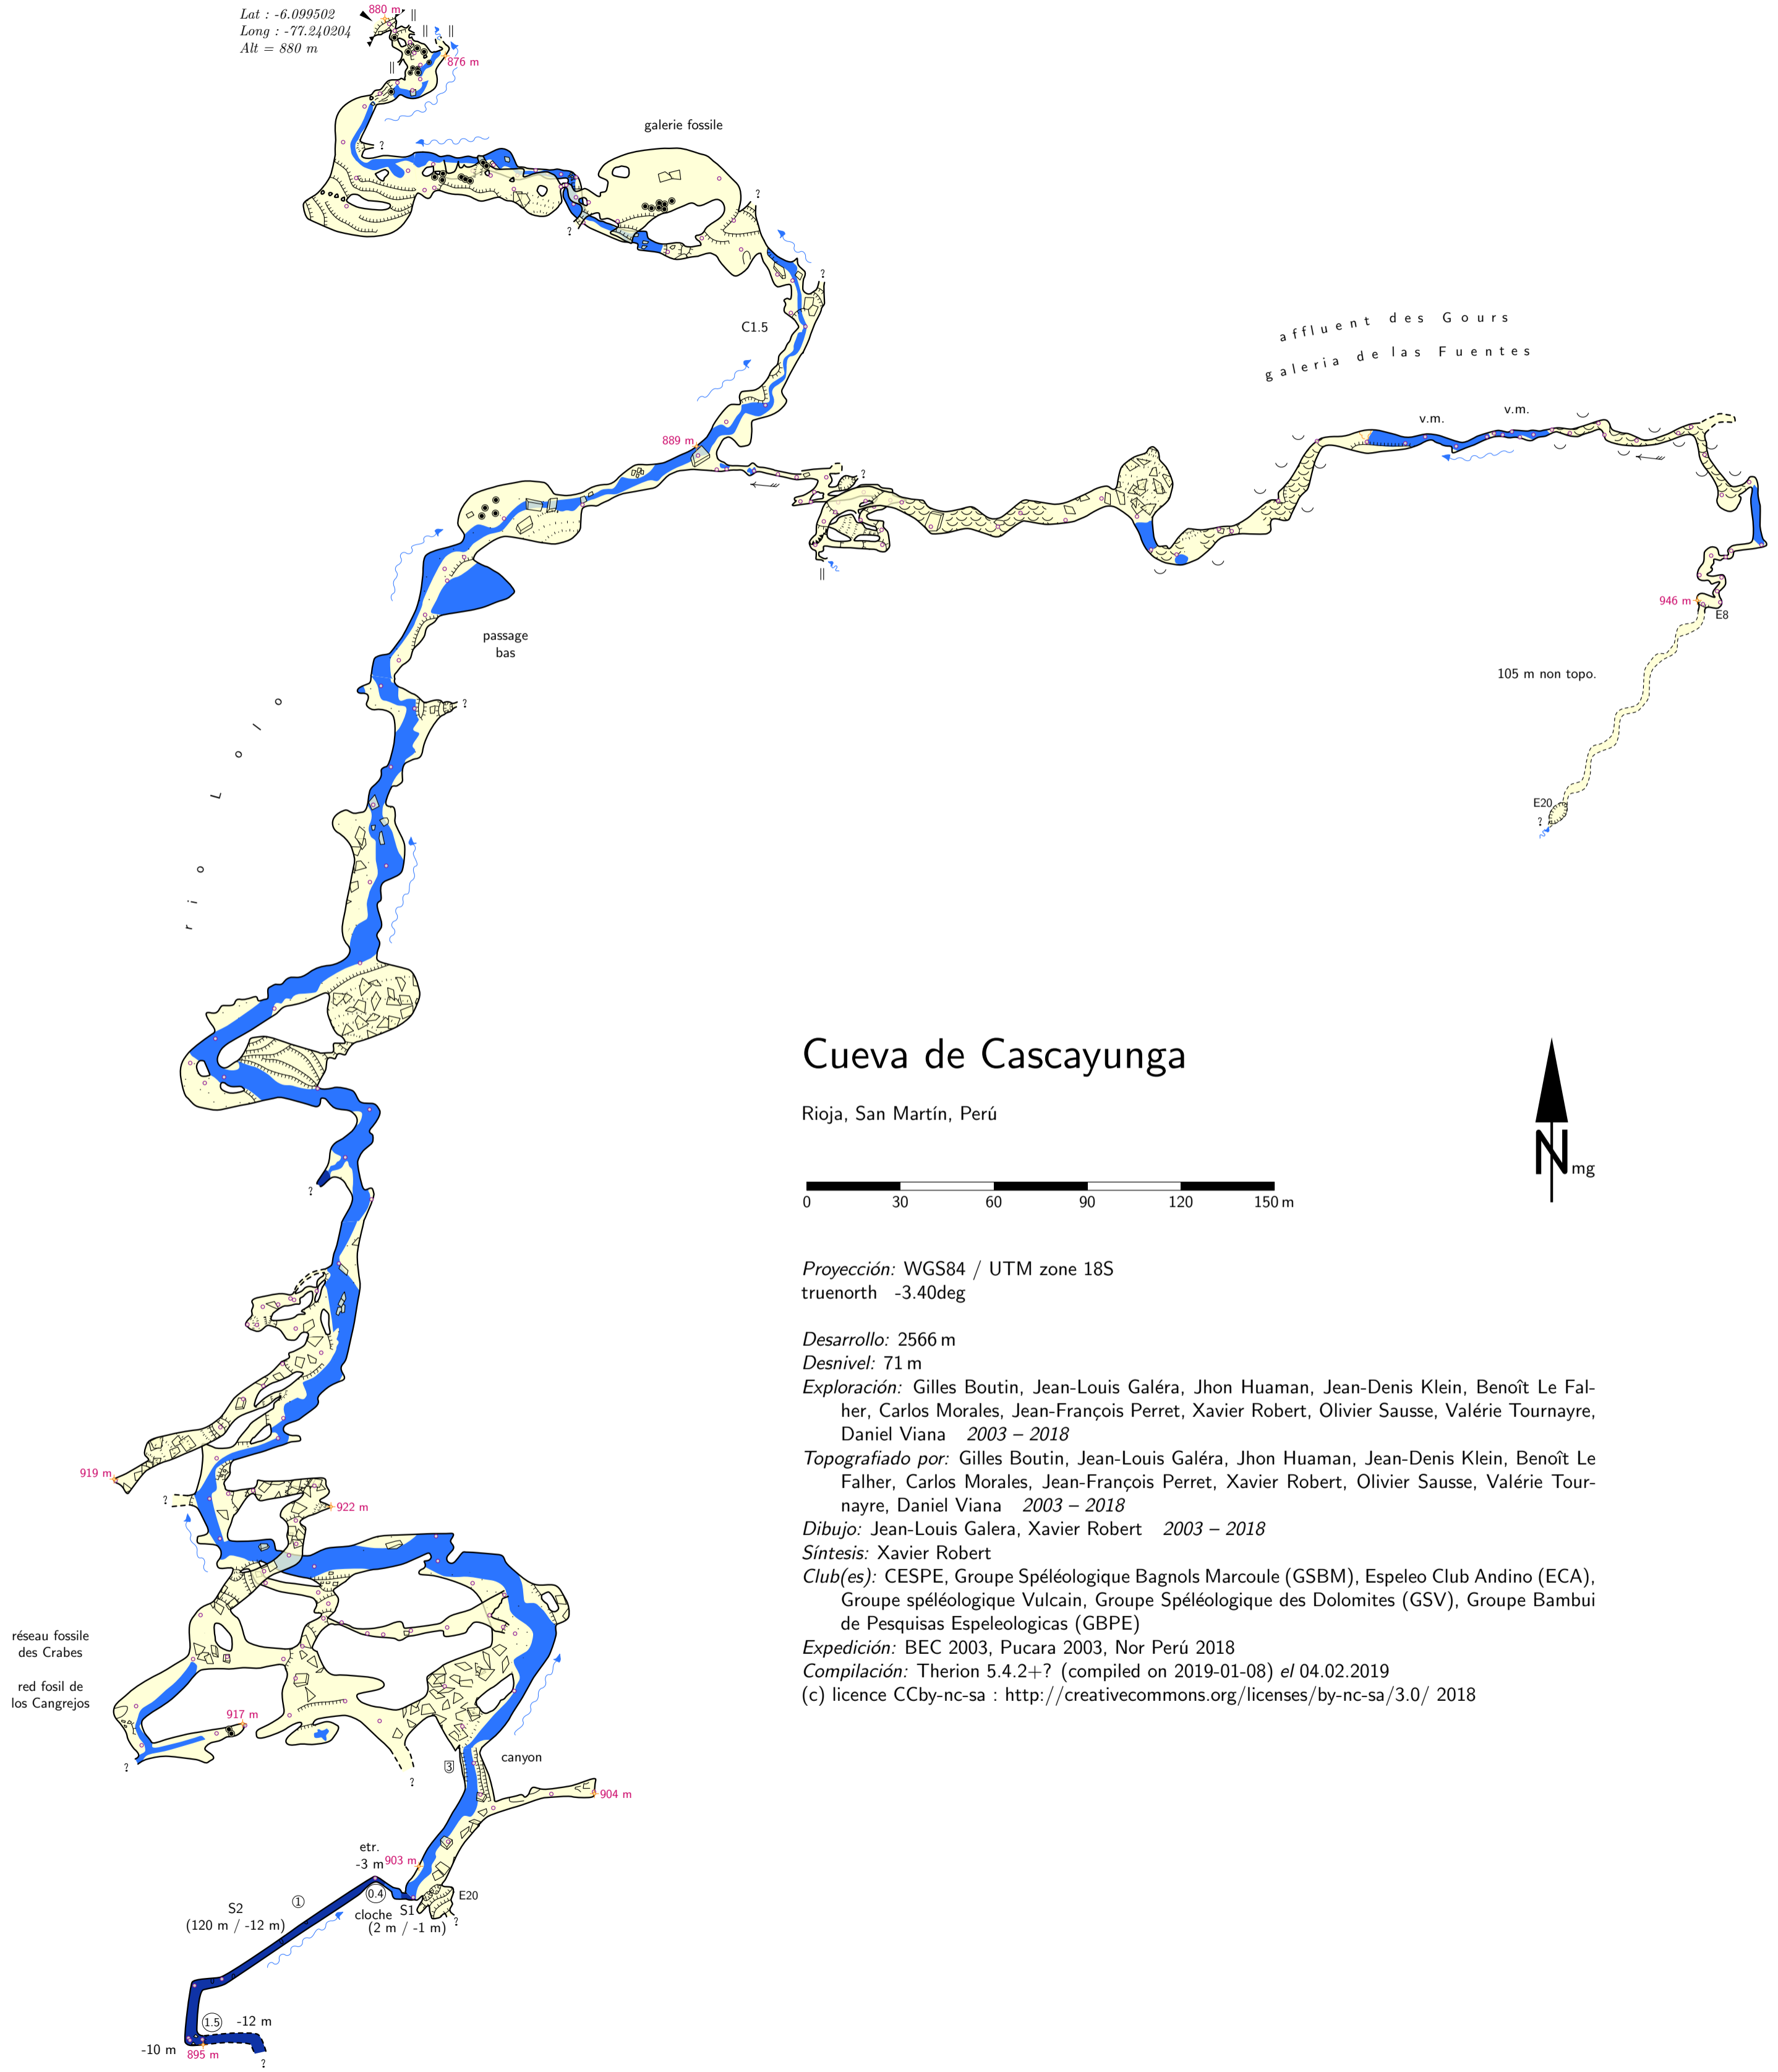 Lat : -6.099502
Long : -77.240204
Alt = 880 m
880 m
876 m
galerie fossile
?
?
?
?
C1.5
affluent des Gours
galeria de las Fuentes
v.m.
v.m.
889 m
?
946 m
E8
passage
bas
105 m non topo.
?
rio Lolo
E20
?
Cueva de Cascayunga
Rioja, San Martín, Perú
N mg
0 30 60 90 120 150 m
?
Proyección: WGS84 / UTM zone 18S
truenorth -3.40deg
Desarrollo: 2566 m
Desnivel: 71 m
Exploración: Gilles Boutin, Jean-Louis Galéra, Jhon Huaman, Jean-Denis Klein, Benoît Le Fal-
her, Carlos Morales, Jean-François Perret, Xavier Robert, Olivier Sausse, Valérie Tournayre,
Daniel Viana 2003 – 2018
Topografiado por: Gilles Boutin, Jean-Louis Galéra, Jhon Huaman, Jean-Denis Klein, Benoît Le
Falher, Carlos Morales, Jean-François Perret, Xavier Robert, Olivier Sausse, Valérie Tour-
nayre, Daniel Viana 2003 – 2018
Dibujo: Jean-Louis Galera, Xavier Robert 2003 – 2018
Síntesis: Xavier Robert
Club(es): CESPE, Groupe Spéléologique Bagnols Marcoule (GSBM), Espeleo Club Andino (ECA),
Groupe spéléologique Vulcain, Groupe Spéléologique des Dolomites (GSV), Groupe Bambui
de Pesquisas Espeleologicas (GBPE)
Expedición: BEC 2003, Pucara 2003, Nor Perú 2018
Compilación: Therion 5.4.2+? (compiled on 2019-01-08) el 04.02.2019
(c) licence CCby-nc-sa : http://creativecommons.org/licenses/by-nc-sa/3.0/ 2018
919 m
?
922 m
réseau fossile
des Crabes
red fosil de
los Cangrejos
917 m
?
?
3
canyon
904 m
etr.
-3 m
903 m
0.4
E20
?
cloche
S1
(2 m / -1 m)
1
S2
(120 m / -12 m)
1.5
-12 m
-10 m
895 m
?